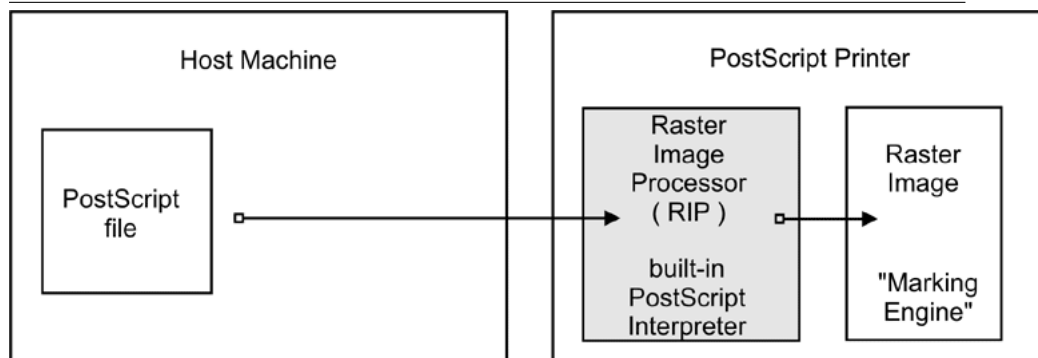 Host Machine
PostScript
file
PostScript Printer
Raster
Image
Processor
( RIP )
built-in
PostScript
Interpreter
Raster
Image
"Marking
Engine"